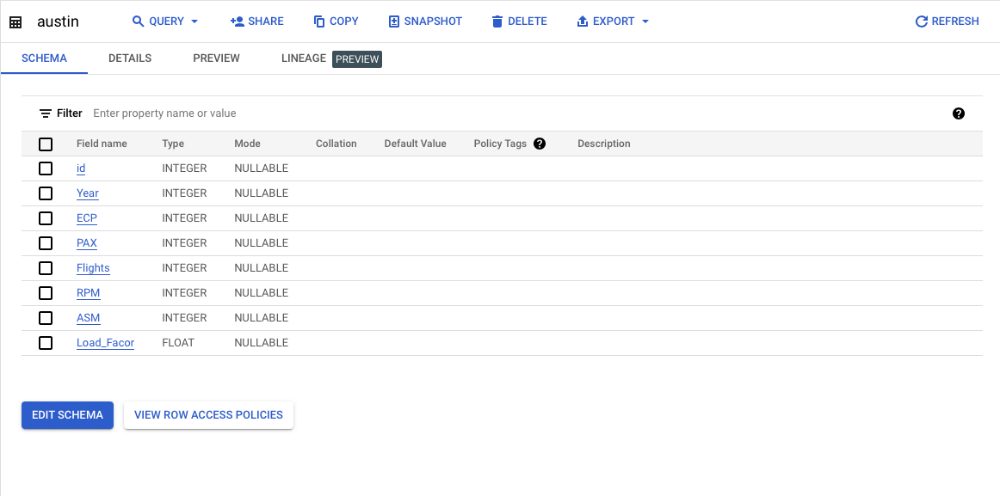 austin QUERY SHARE COPY SNAPSHOT DELETE EXPORT REFRESH
SCHEMA DETAILS PREVIEW LINEAGE PREVIEW
Filter Enter property name or value ?
Field name Type Mode Collation Default Value Policy Tags ? Description
id INTEGER NULLABLE
Year INTEGER NULLABLE
ECP INTEGER NULLABLE
PAX INTEGER NULLABLE
Flights INTEGER NULLABLE
RPM INTEGER NULLABLE
ASM INTEGER NULLABLE
Load_Facor FLOAT NULLABLE
EDIT SCHEMA VIEW ROW ACCESS POLICIES